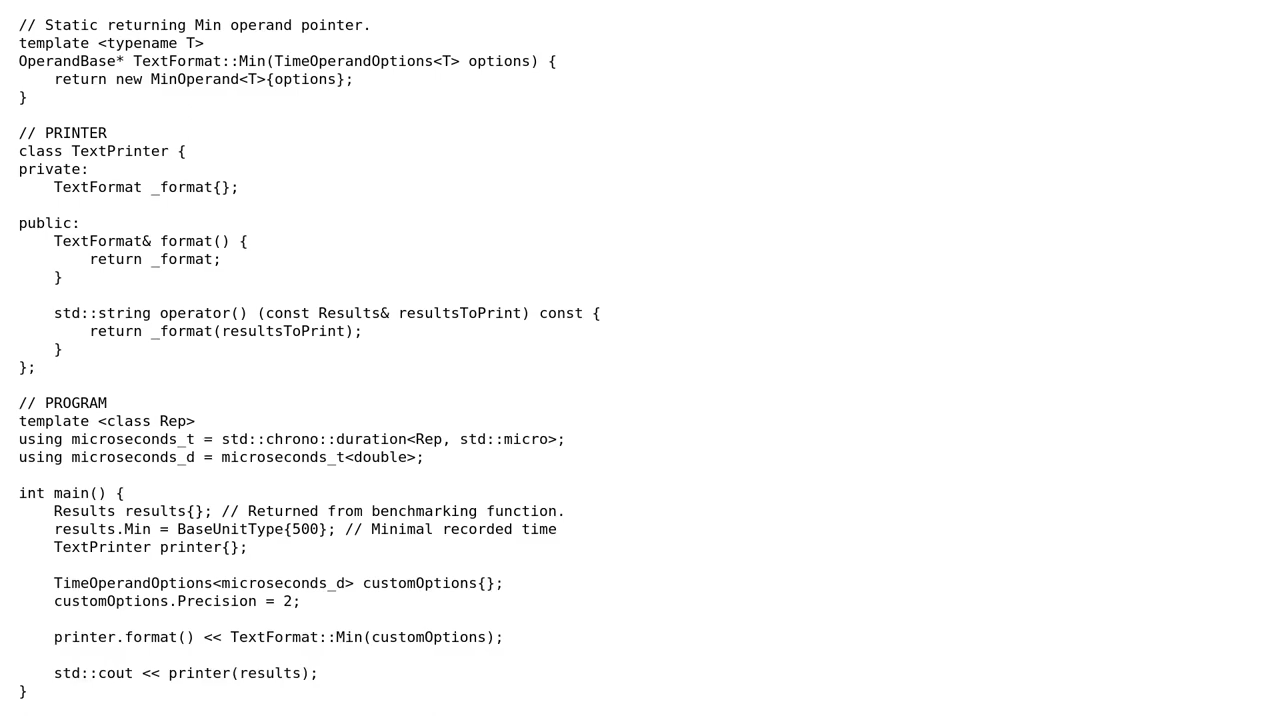 // Static returning Min operand pointer.
template <typename T>
OperandBase* TextFormat::Min(TimeOperandOptions<T> options) {
    return new MinOperand<T>{options};
}

// PRINTER
class TextPrinter {
private:
    TextFormat _format{};

public:
    TextFormat& format() {
        return _format;
    }

    std::string operator() (const Results& resultsToPrint) const {
        return _format(resultsToPrint);
    }
};

// PROGRAM
template <class Rep>
using microseconds_t = std::chrono::duration<Rep, std::micro>;
using microseconds_d = microseconds_t<double>;

int main() {
    Results results{}; // Returned from benchmarking function.
    results.Min = BaseUnitType{500}; // Minimal recorded time
    TextPrinter printer{};

    TimeOperandOptions<microseconds_d> customOptions{};
    customOptions.Precision = 2;

    printer.format() << TextFormat::Min(customOptions);

    std::cout << printer(results);
}